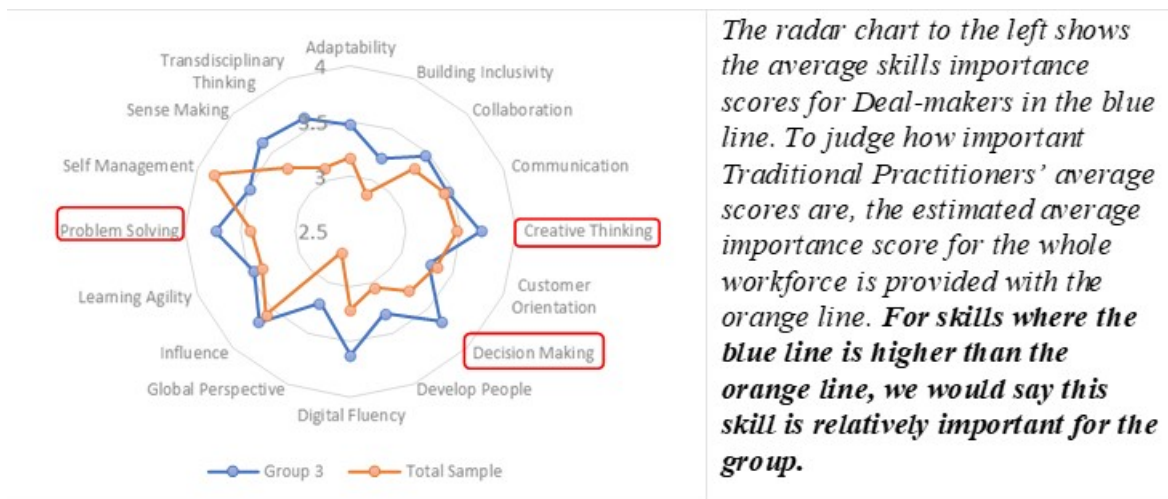 Adaptability
4
Transdisciplinary
Thinking
Building Inclusivity
Sense Making
Collaboration
3.5
Self Management
Communication
3
Problem Solving
2.5
Creative Thinking
Learning Agility
Customer
Orientation
Influence
Decision Making
Global Perspective
Develop People
Digital Fluency
Group 3
Total Sample
The radar chart to the left shows
the average skills importance
scores for Deal-makers in the blue
line. To judge how important
Traditional Practitioners’ average
scores are, the estimated average
importance score for the whole
workforce is provided with the
orange line. For skills where the
blue line is higher than the
orange line, we would say this
skill is relatively important for the
group.